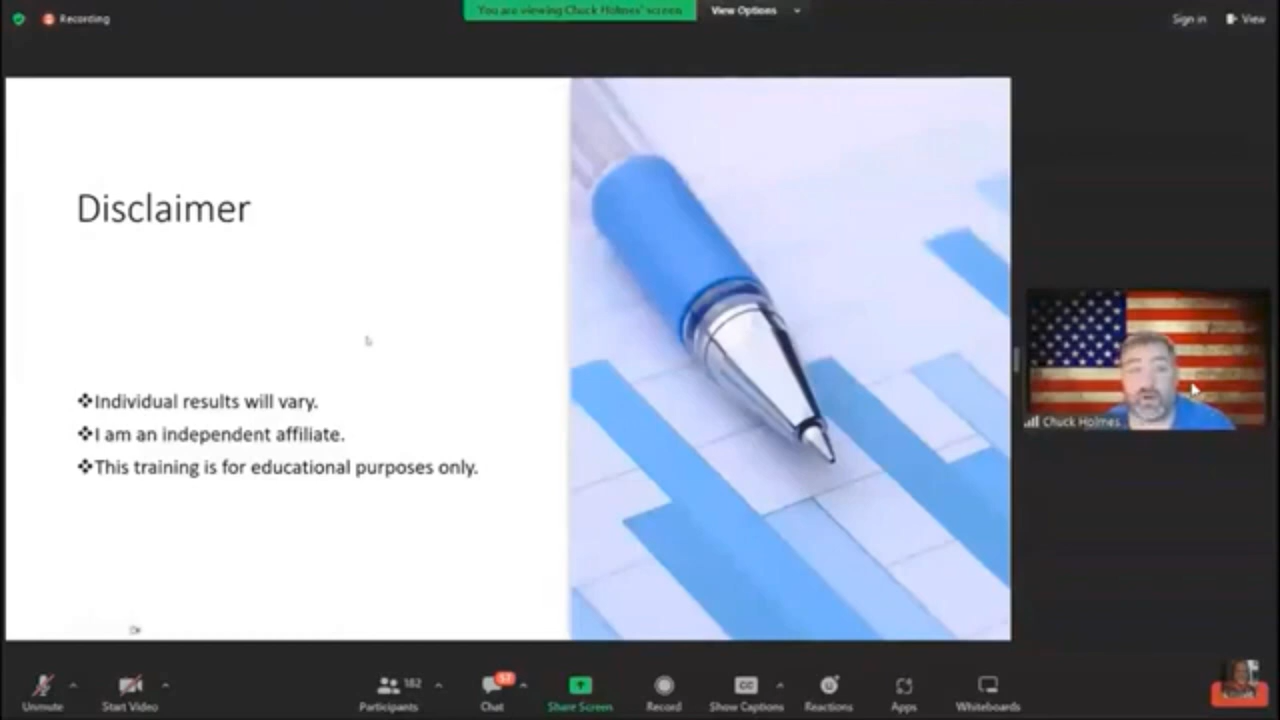 Recording
You are viewing Chuck Holmes' screen
View Options
Sign in
View
Disclaimer
❖Individual results will vary.
❖I am an independent affiliate.
❖This training is for educational purposes only.
Chuck Holmes
Unmute
Start Video
182
Participants
53
Chat
Share Screen
Record
CC
Show Captions
Reactions
Apps
Whiteboards